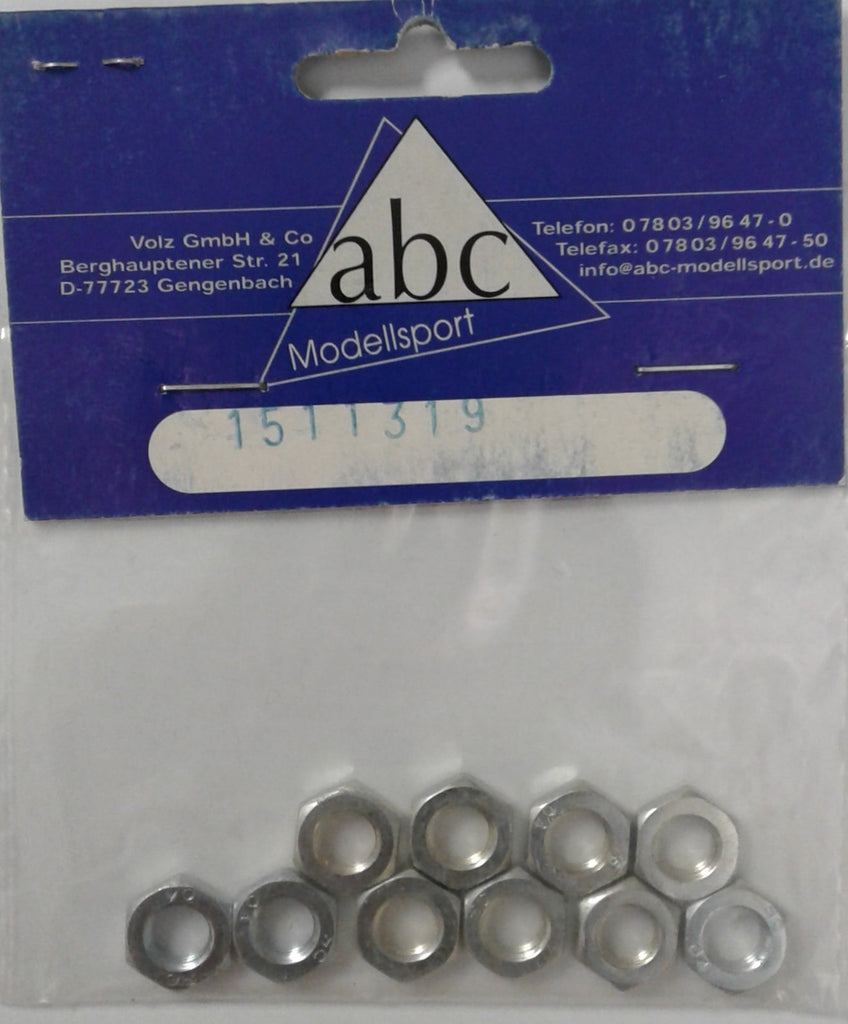 Volz GmbH & Co
Berghauptener Str. 21
D-77723 Gengenbach
abc
Modellsport
Telefon: 0 78 03 / 96 47 - 0
Telefax: 0 78 03 / 96 47 - 50
info@abc-modellsport.de
1511319